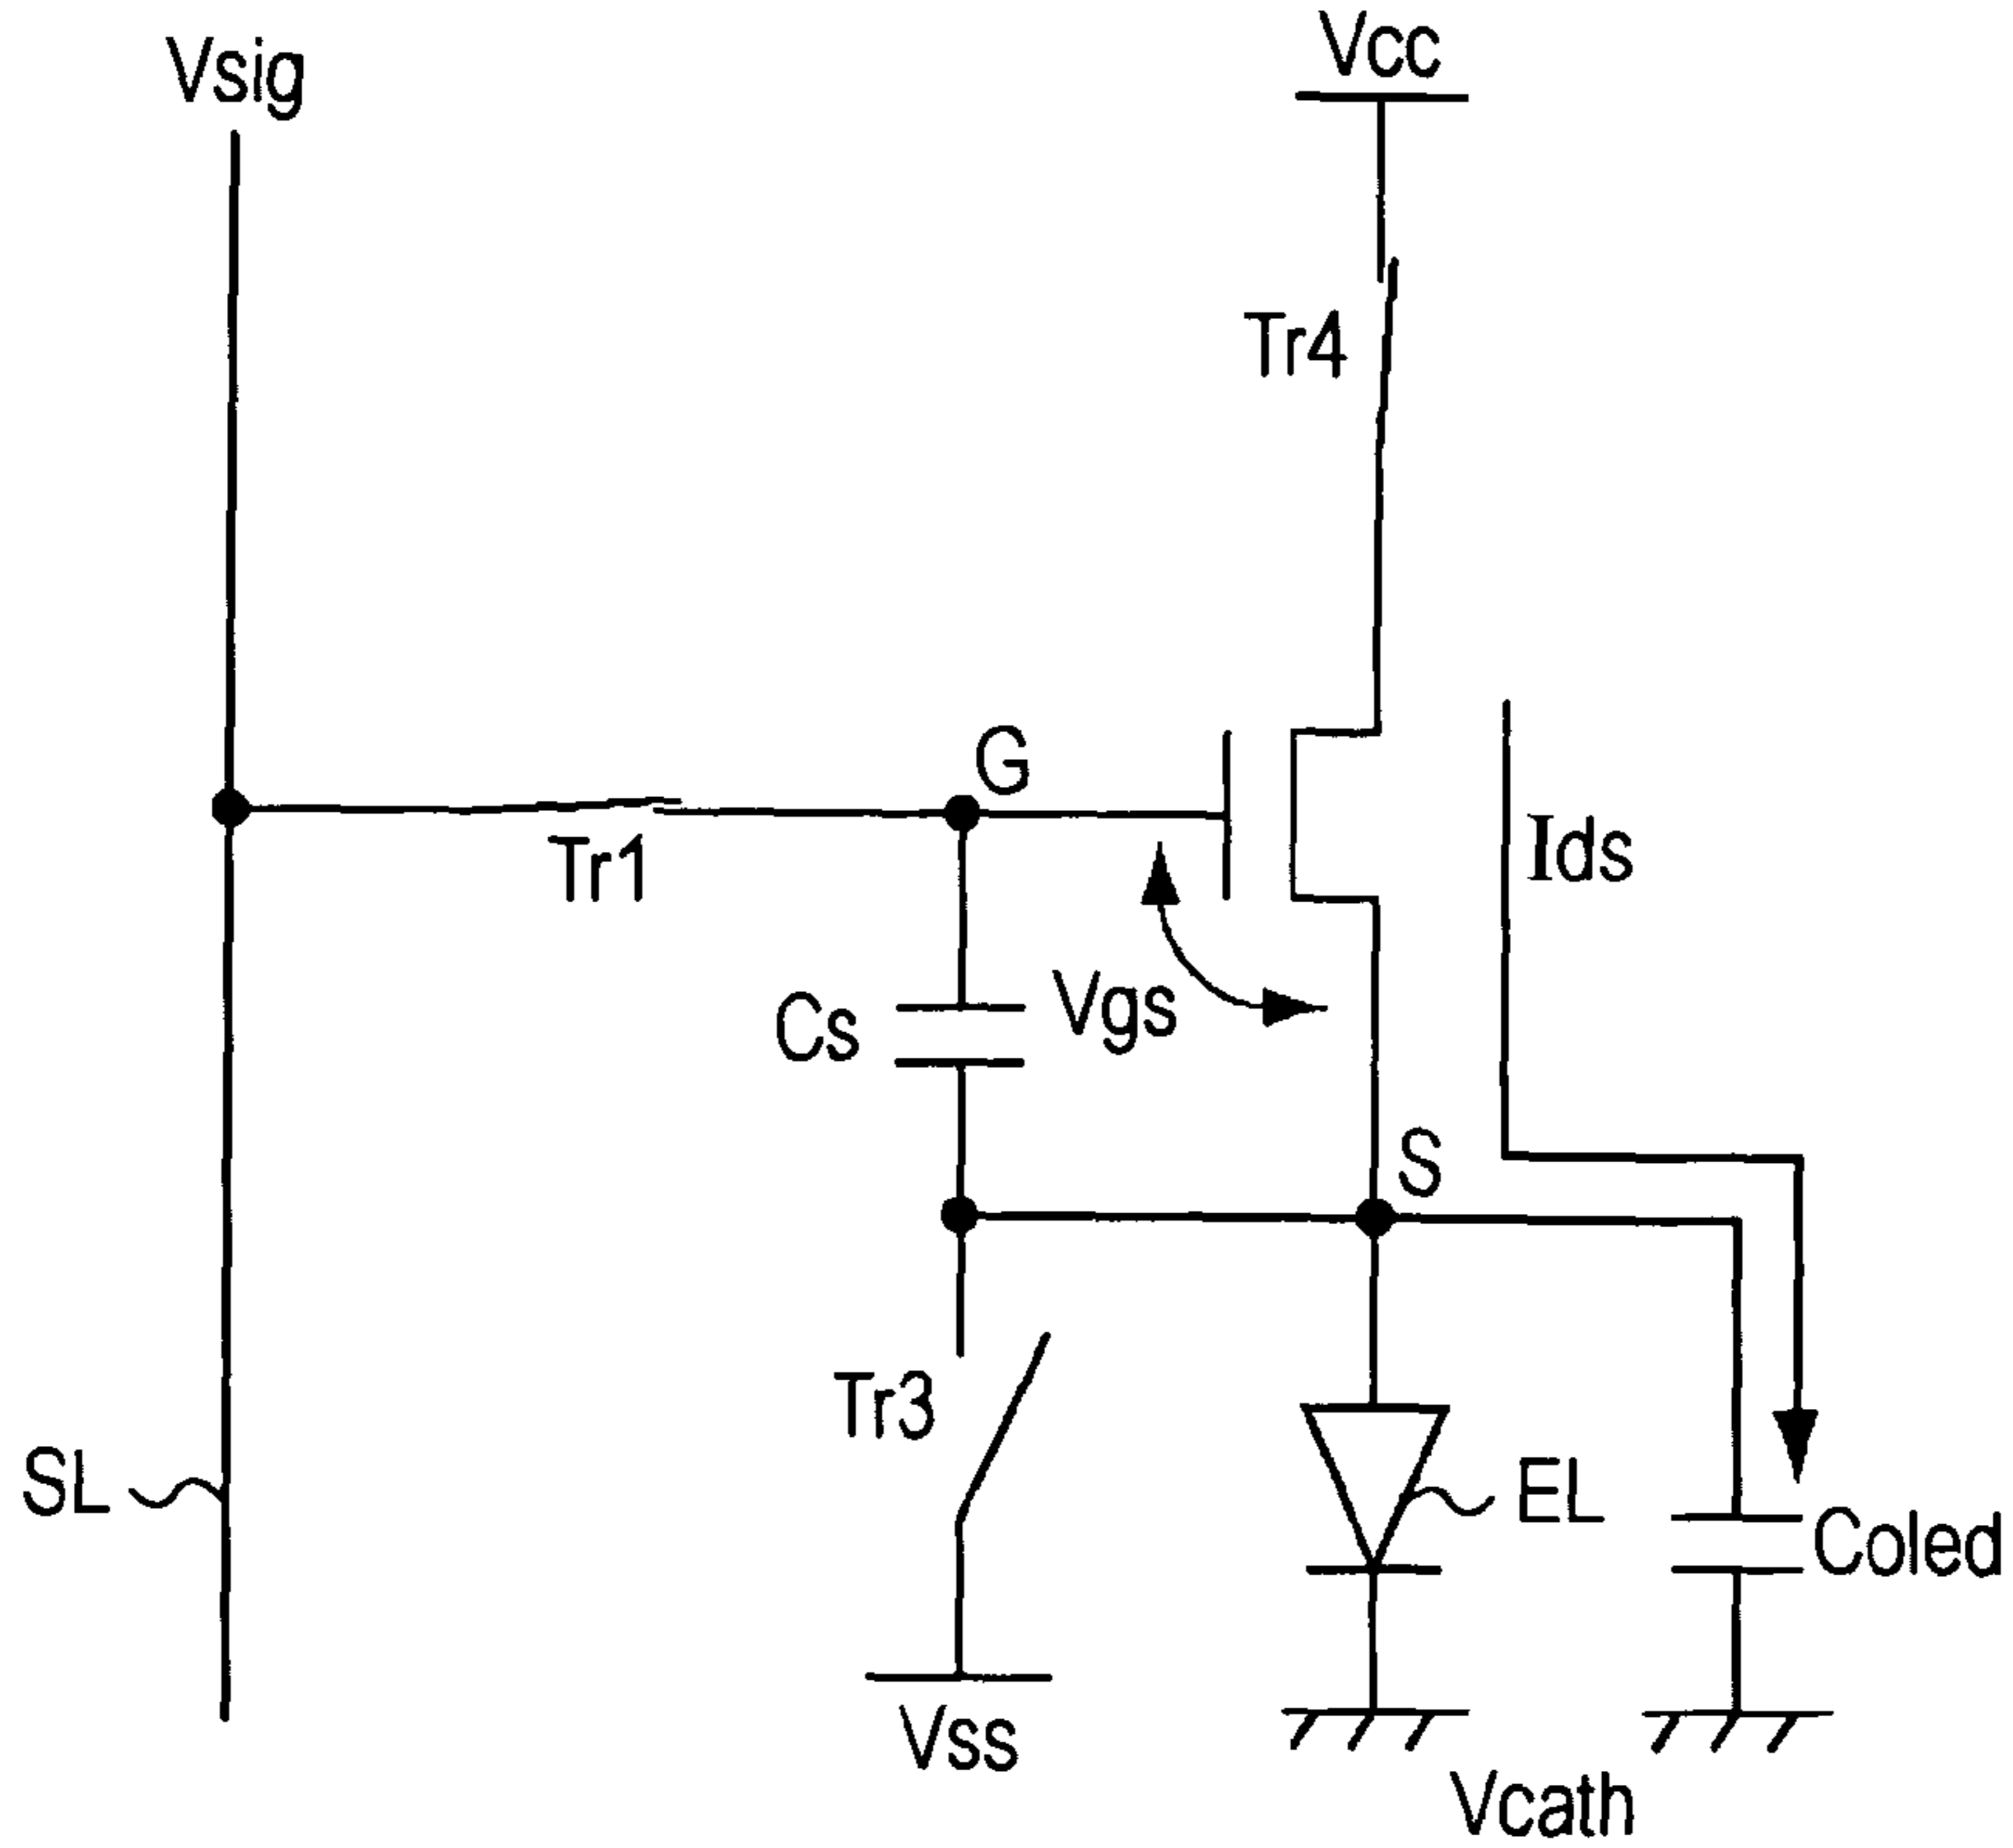 Vsig
Vcc
Tr4
G
Tr1
Ids
Cs
Vgs
S
Tr3
SL
EL
Coled
Vss
Vcath